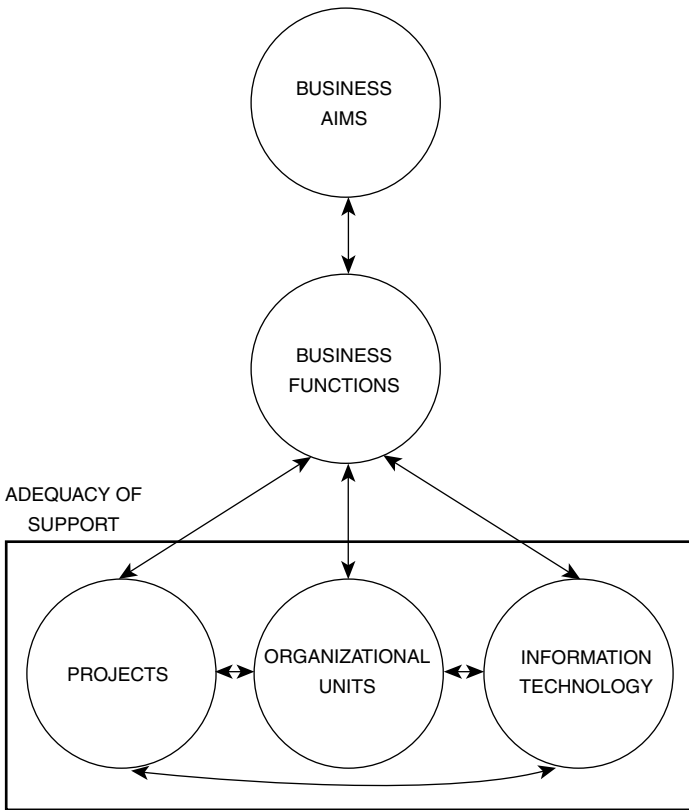 BUSINESS
AIMS
BUSINESS
FUNCTIONS
ADEQUACY OF
SUPPORT
PROJECTS
ORGANIZATIONAL
UNITS
INFORMATION
TECHNOLOGY